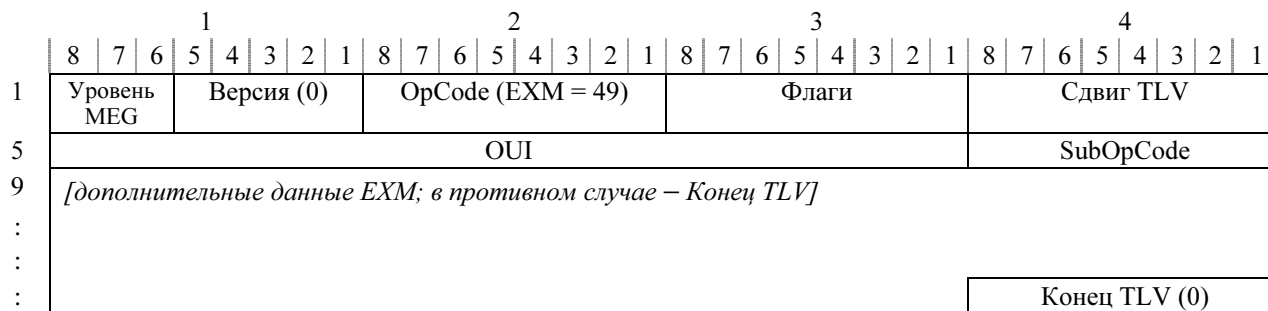 1 2 3 4
8 7 6 5 4 3 2 1 8 7 6 5 4 3 2 1 8 7 6 5 4 3 2 1 8 7 6 5 4 3 2 1
1 Уровень MEG Версия (0) OpCode (EXM = 49) Флаги Сдвиг TLV
5 OUI SubOpCode
9 [дополнительные данные EXM; в противном случае – Конец TLV]
:
:
: Конец TLV (0)